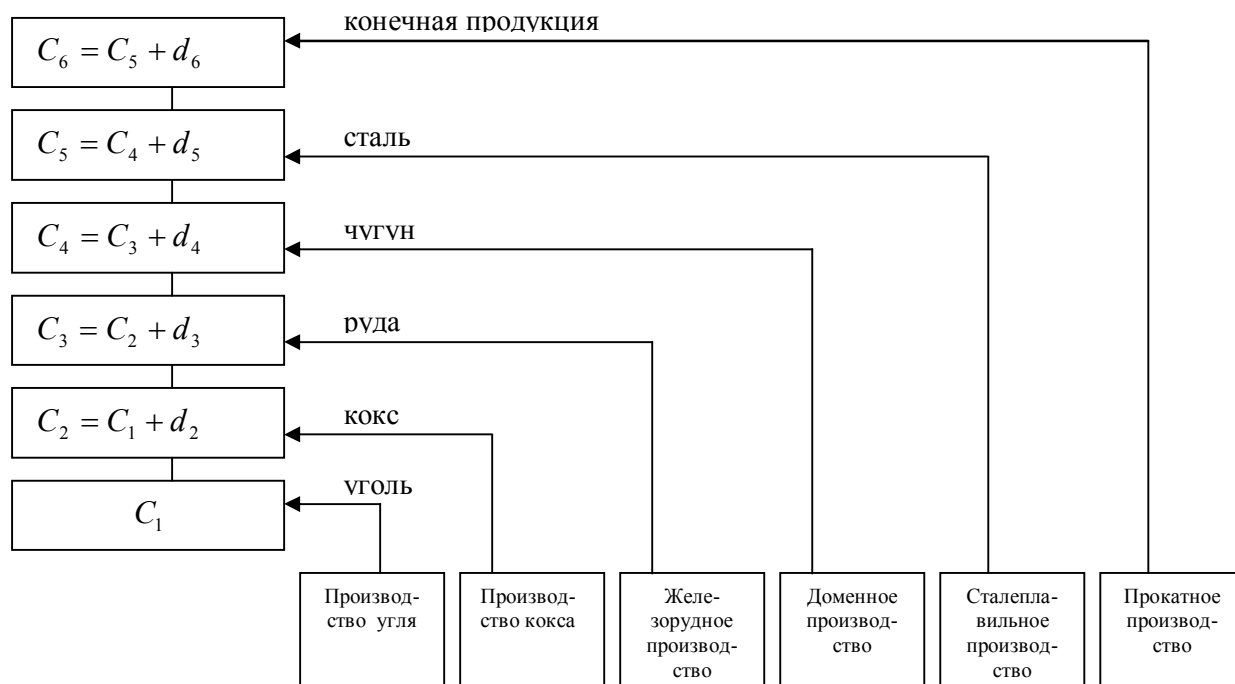 конечная продукция
C₆ = C₅ + d₆
сталь
C₅ = C₄ + d₅
чугун
C₄ = C₃ + d₄
руда
C₃ = C₂ + d₃
кокс
C₂ = C₁ + d₂
уголь
C₁
Производ-
ство угля
Производ-
ство кокса
Желе-
зорудное
производ-
ство
Доменное
производ-
ство
Сталепла-
вильное
производ-
ство
Прокатное
производ-
ство